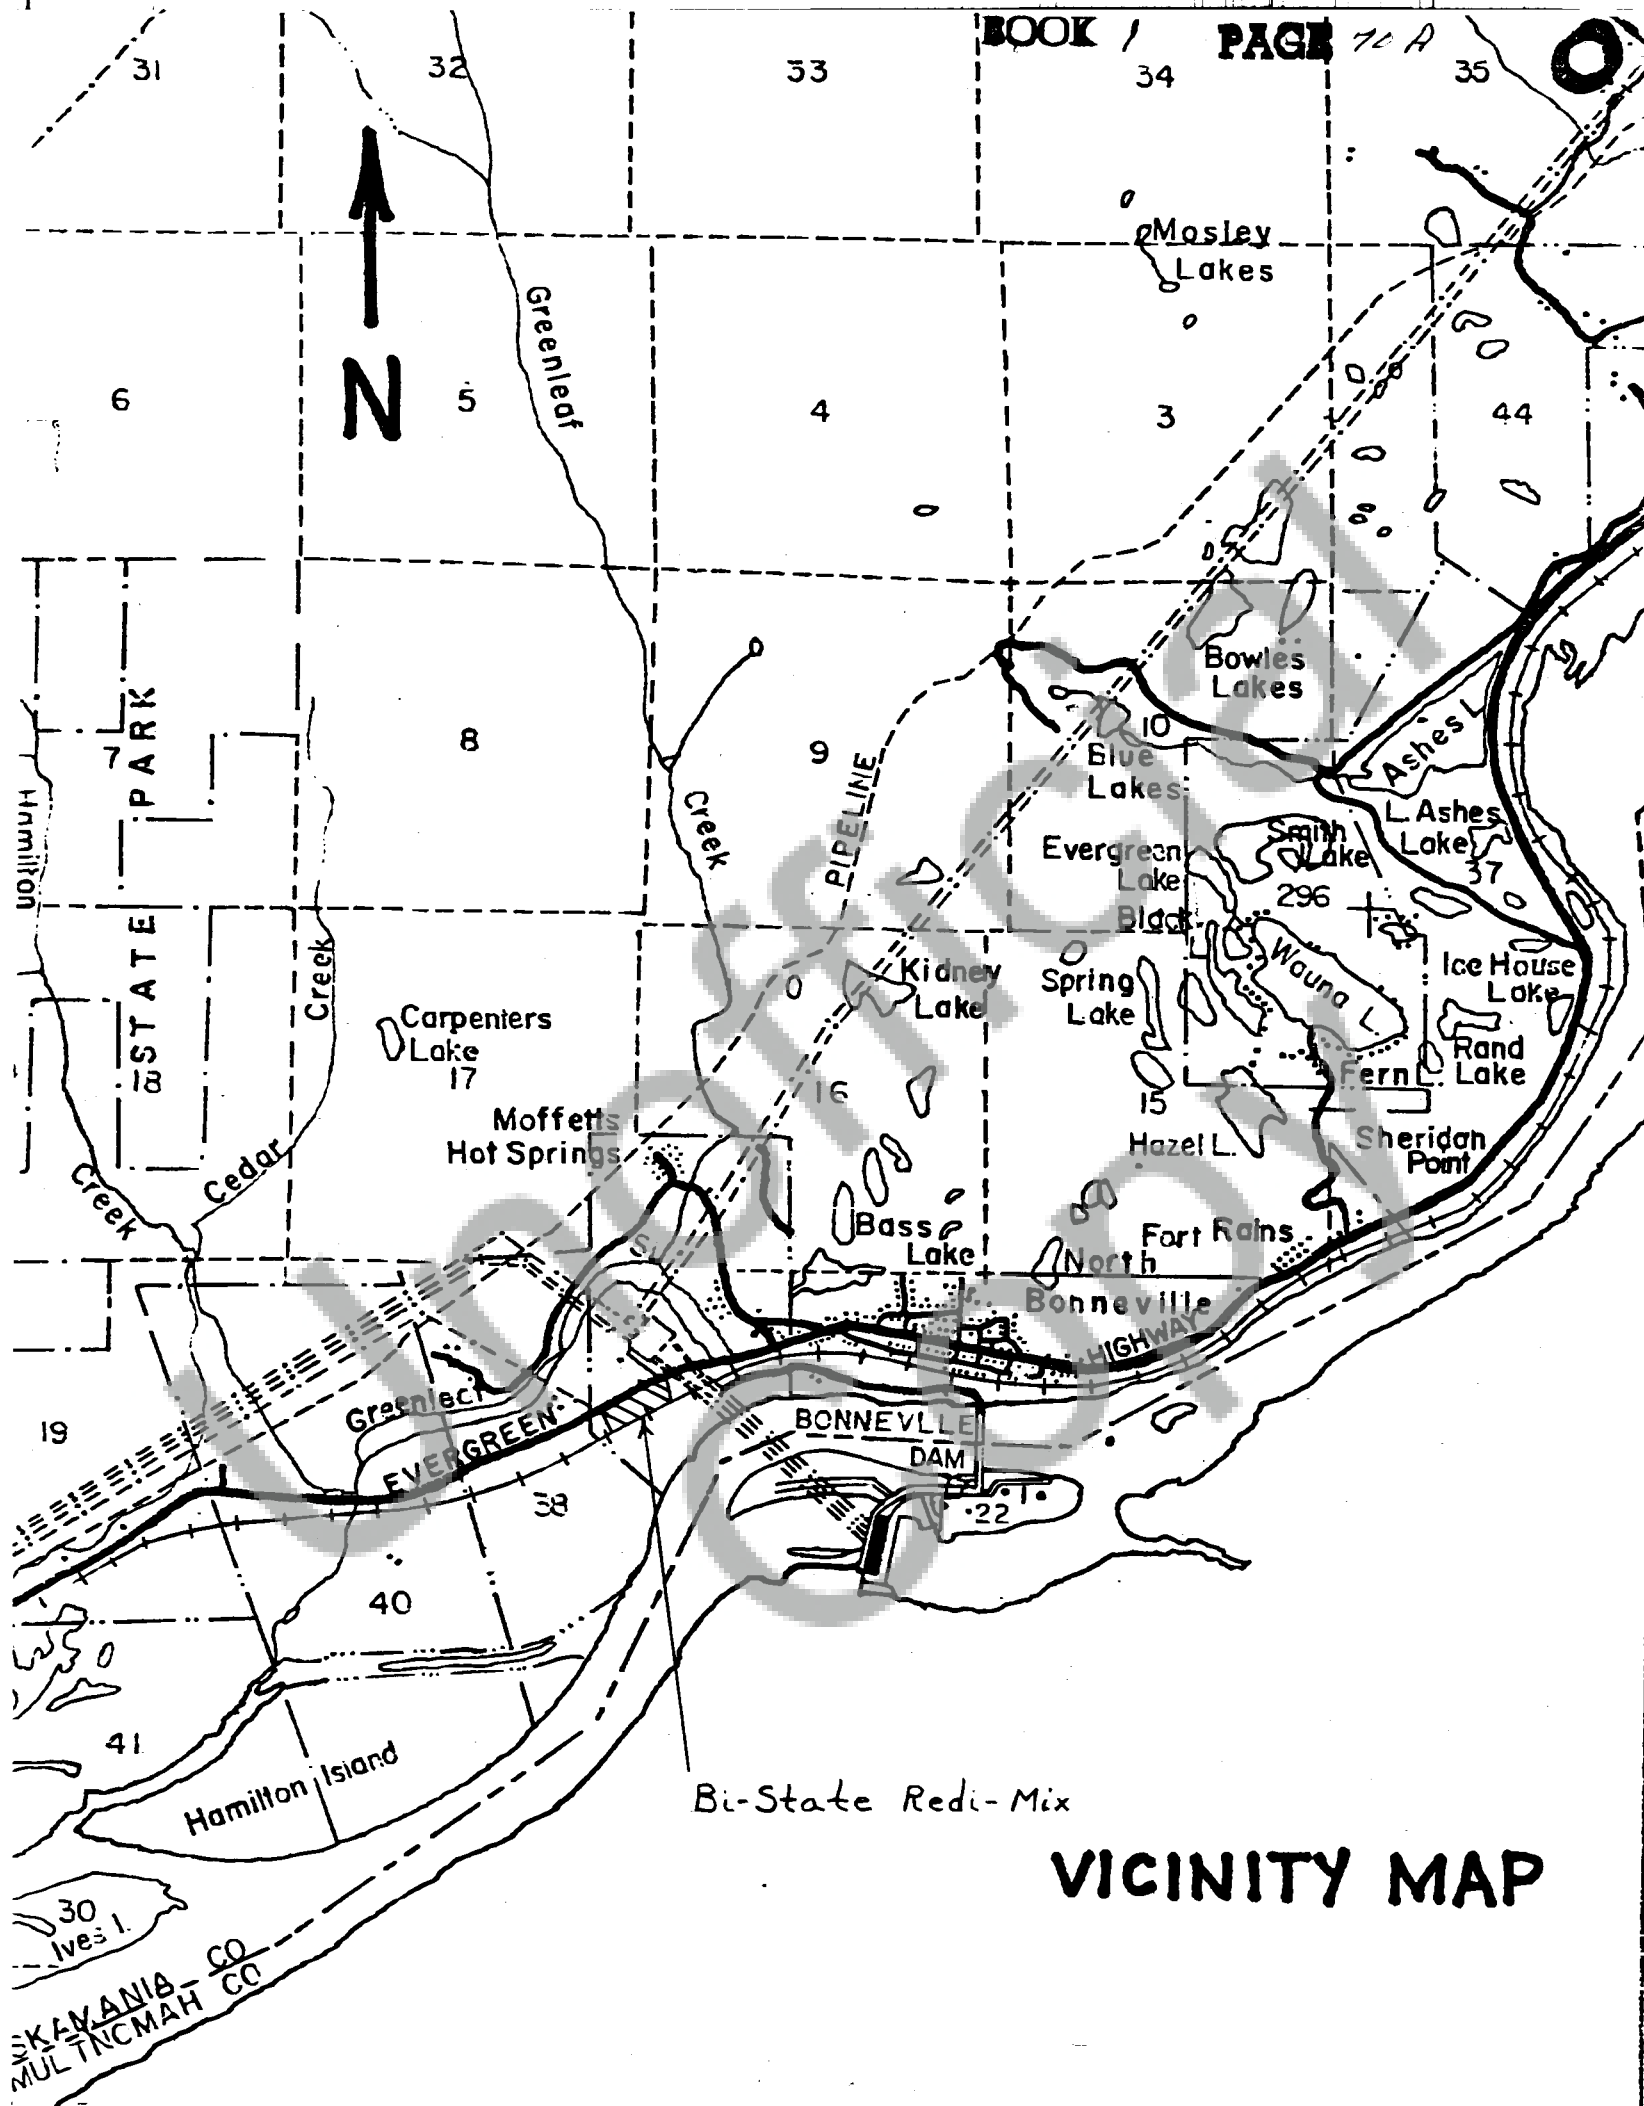 BOOK 1 PAGE 70 A
31 32 33 34 35
Mosley
Lakes
N
Greenleaf
6 5 4 3 44
Bowles
Lakes
STATE PARK
7 8 9 10
Ashes L.
Blue
Lakes
PIPELINE
Hamilton
Creek
L. Ashes
Lake
37
Smith
Lake
Evergreen
Lake
296
Black
Creek
Wauna L.
Ice House
Lake
Kidney
Lake
Spring
Lake
Carpenters
Lake
17
18
Rand
Lake
Fern L.
16
15
Moffetts
Hot Springs
Hazel L.
Sheridan
Point
Cedar
Creek
Bass
Lake
Fort Rains
North
Bonneville
HIGHWAY
Greenleaf
EVERGREEN
19
BONNEVLLE
DAM
38
22
40
41
Hamilton Island
Bi-State Redi-Mix
VICINITY MAP
30
Ives I.
SKAMANIA CO
MULTNOMAH CO
Unofficial
Copy